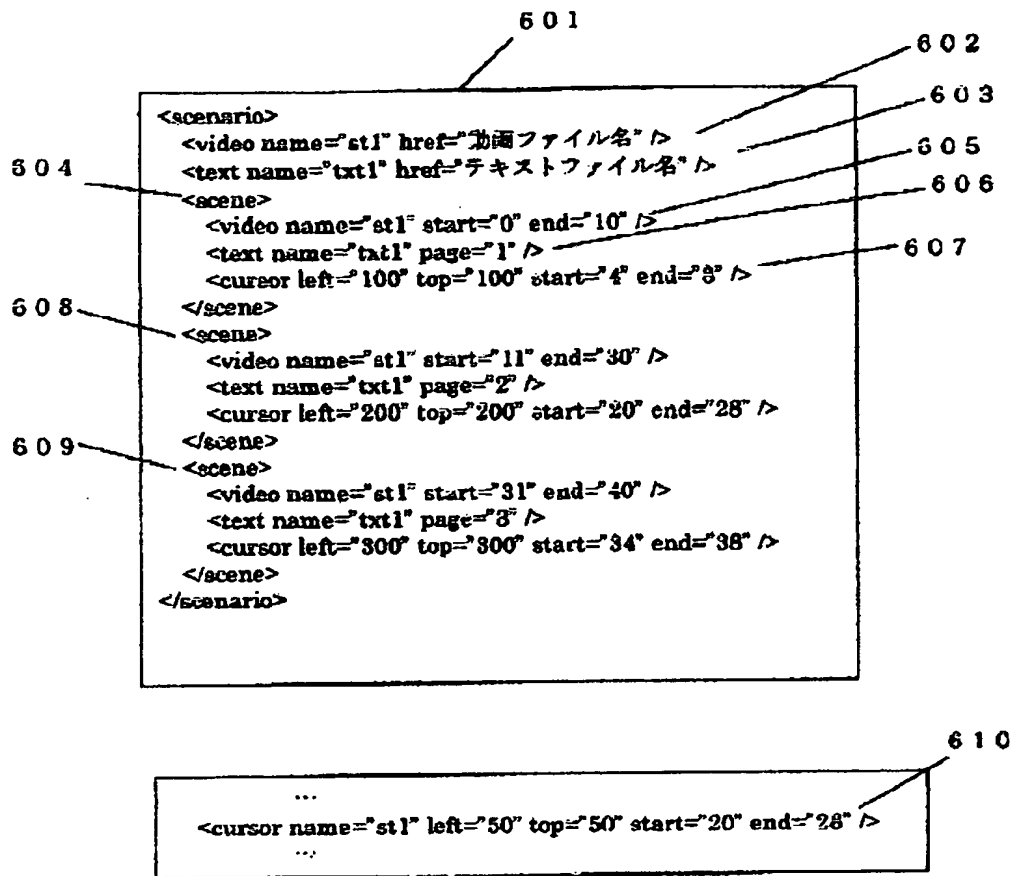 601
602
<scenario>
603
<video name="st1" href="動画ファイル名" />
605
604
<text name="txt1" href="テキストファイル名" />
606
<scene>
<video name="st1" start="0" end="10" />
607
<text name="txt1" page="1" />
<cursor left="100" top="100" start="4" end="8" />
608
</scene>
<scene>
<video name="st1" start="11" end="30" />
<text name="txt1" page="2" />
<cursor left="200" top="200" start="20" end="28" />
609
</scene>
<scene>
<video name="st1" start="31" end="40" />
<text name="txt1" page="3" />
<cursor left="300" top="300" start="34" end="38" />
</scene>
</scenario>
610
...
<cursor name="st1" left="50" top="50" start="20" end="28" />
...